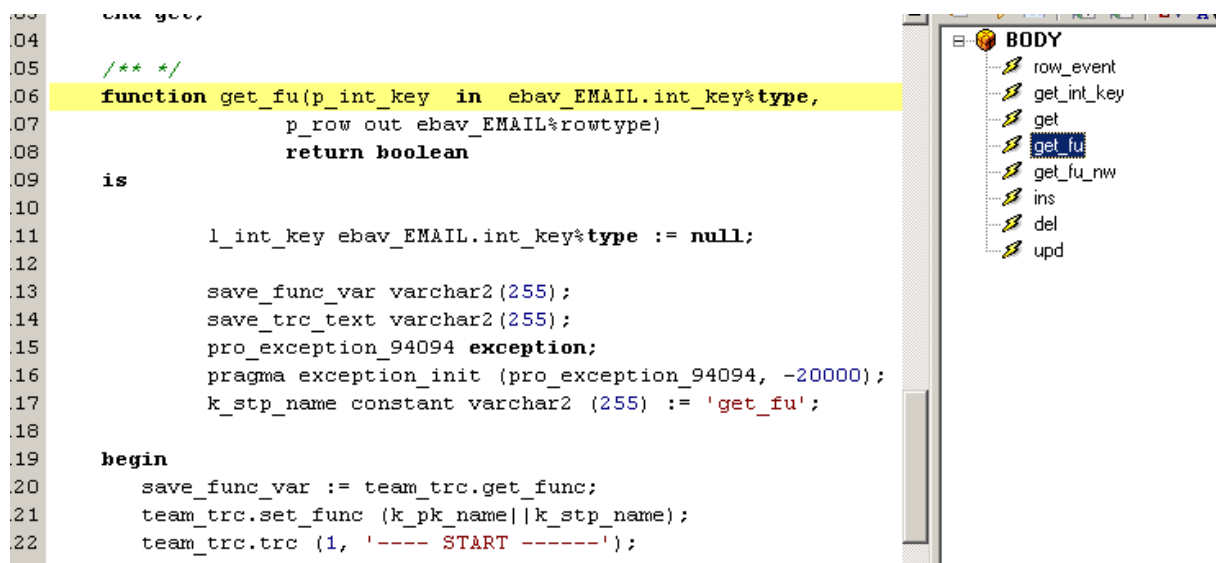 end get;
.04
.05 /** */
.06 function get_fu(p_int_key in ebav_EMAIL.int_key%type,
.07 p_row out ebav_EMAIL%rowtype)
.08 return boolean
.09 is
.10
.11 l_int_key ebav_EMAIL.int_key%type := null;
.12
.13 save_func_var varchar2(255);
.14 save_trc_text varchar2(255);
.15 pro_exception_94094 exception;
.16 pragma exception_init (pro_exception_94094, -20000);
.17 k_stp_name constant varchar2 (255) := 'get_fu';
.18
.19 begin
.20 save_func_var := team_trc.get_func;
.21 team_trc.set_func (k_pk_name||k_stp_name);
.22 team_trc.trc (1, '---- START ------');
BODY
row_event
get_int_key
get
get_fu
get_fu_nw
ins
del
upd